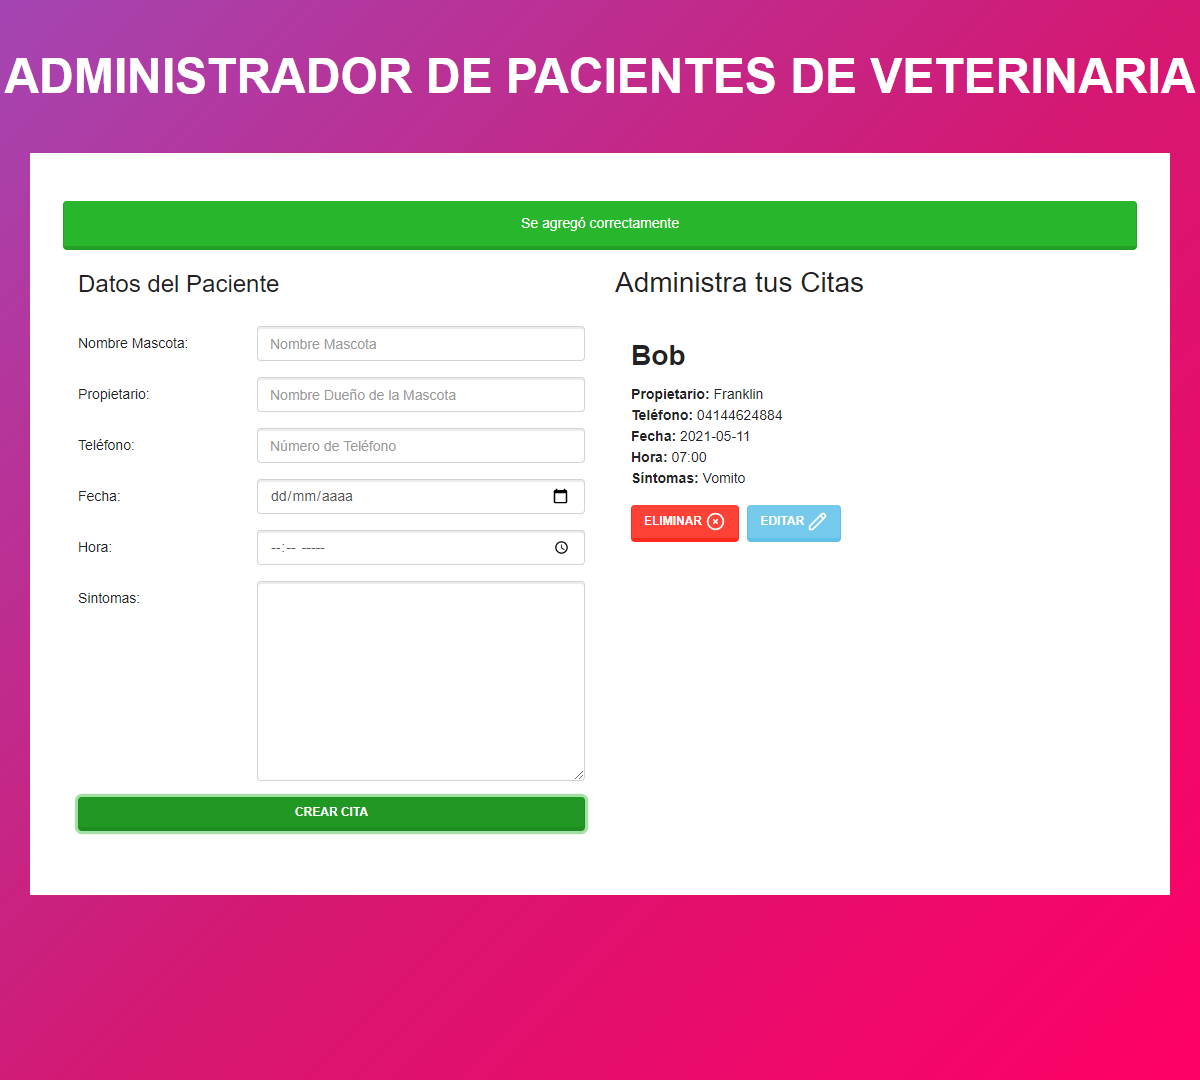 ADMINISTRADOR DE PACIENTES DE VETERINARIA
Se agregó correctamente
Datos del Paciente
Nombre Mascota:
Nombre Mascota
Propietario:
Nombre Dueño de la Mascota
Teléfono:
Número de Teléfono
Fecha:
dd/mm/aaaa
Hora:
--:-- -----
Sintomas:
CREAR CITA
Administra tus Citas
Bob
Propietario: Franklin
Teléfono: 04144624884
Fecha: 2021-05-11
Hora: 07:00
Síntomas: Vomito
ELIMINAR
EDITAR